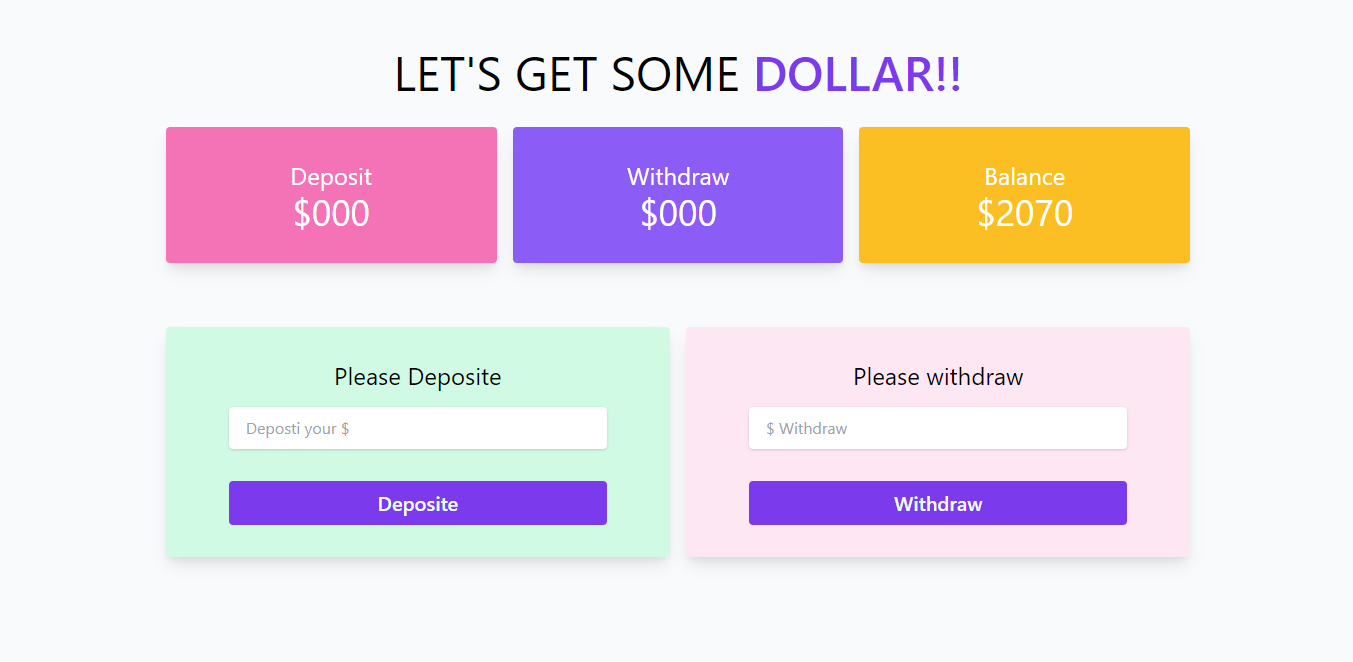 LET'S GET SOME DOLLAR!!
Deposit
$000
Withdraw
$000
Balance
$2070
Please Deposite
Deposti your $
Deposite
Please withdraw
$ Withdraw
Withdraw